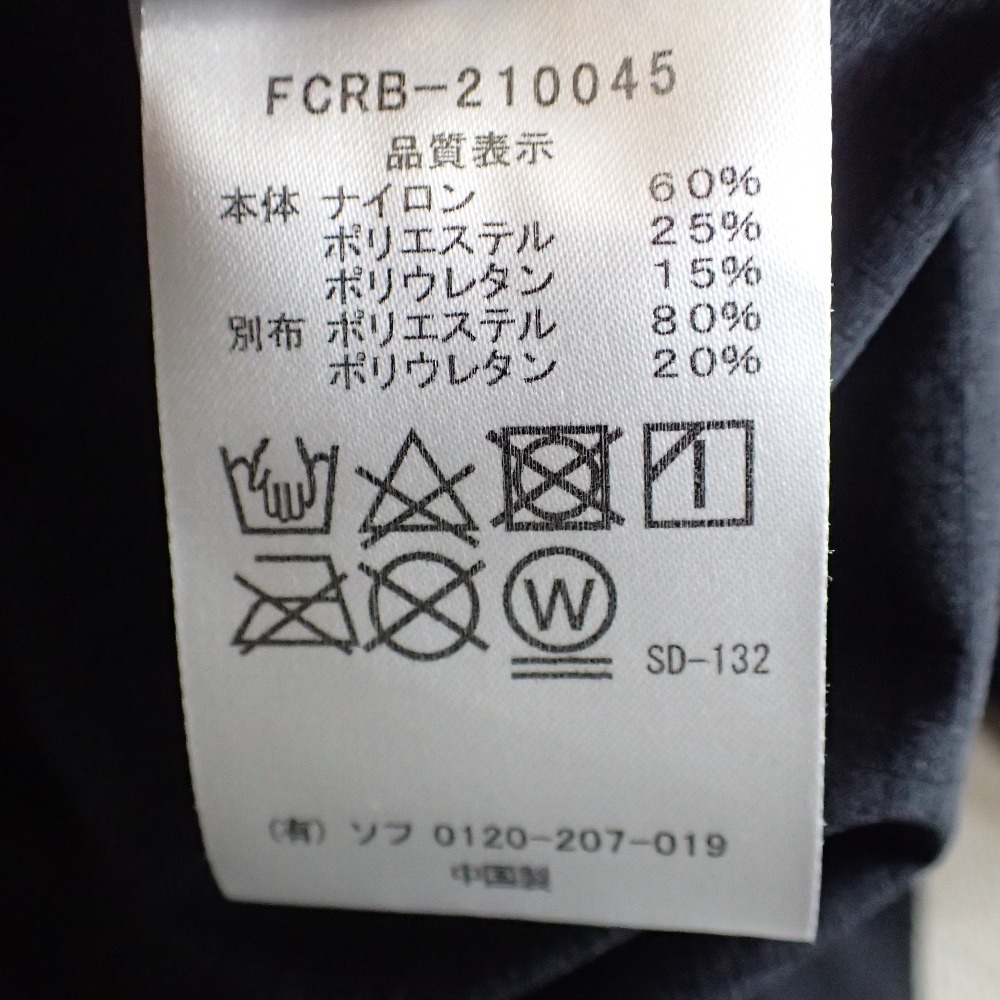 FCRB-210045
品質表示
本体 ナイロン 60%
ポリエステル 25%
ポリウレタン 15%
別布 ポリエステル 80%
ポリウレタン 20%
W
SD-132
(有) ソフ 0120-207-019
中国製